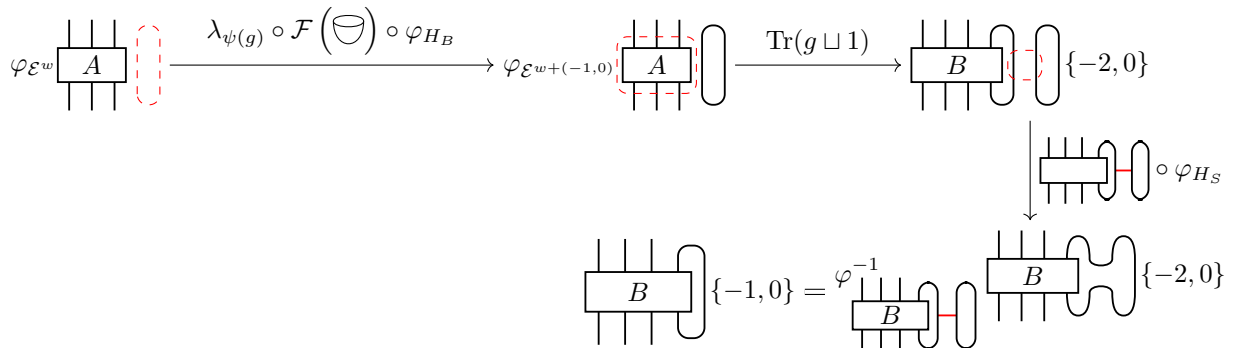 λ_{ψ(g)} ∘ ℱ(  ) ∘ φ_{H_B}
Tr(g ⊔ 1)
φ_{ℰ^w} A
φ_{ℰ^{w+(−1,0)}} A
B {−2, 0}
∘ φ_{H_S}
B {−1, 0} = φ^{−1} B
B {−2, 0}